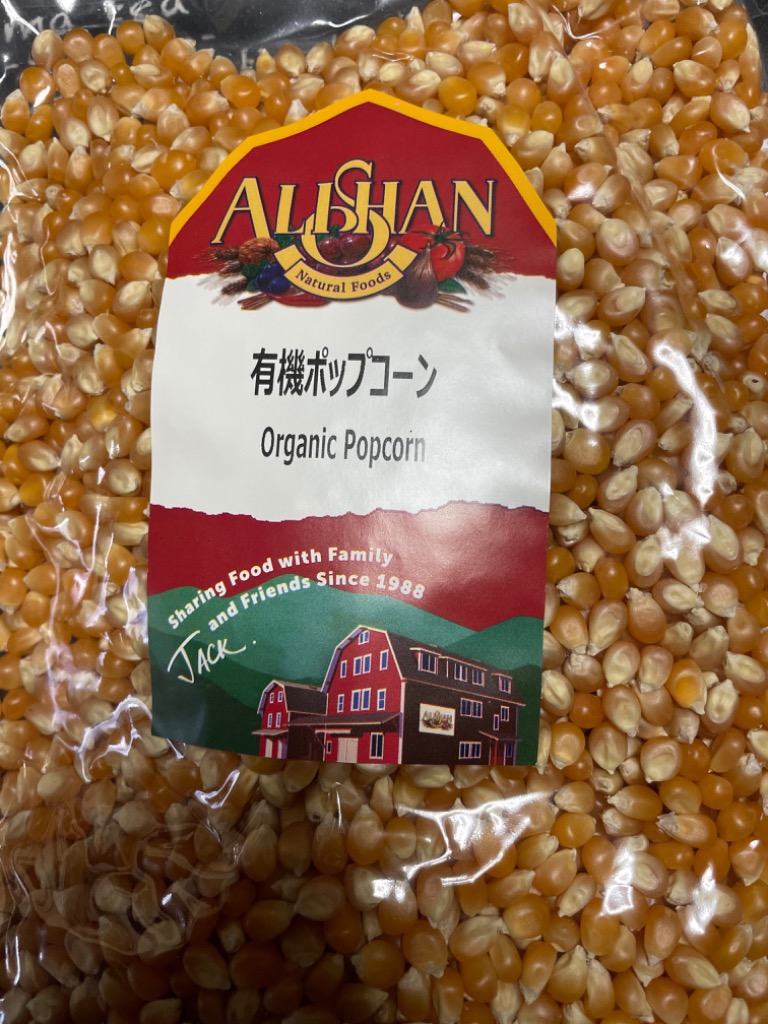 ALISHAN
Natural Foods
有機ポップコーン
Organic Popcorn
Sharing Food with Family
and Friends Since 1988
JACK.
ALISHAN